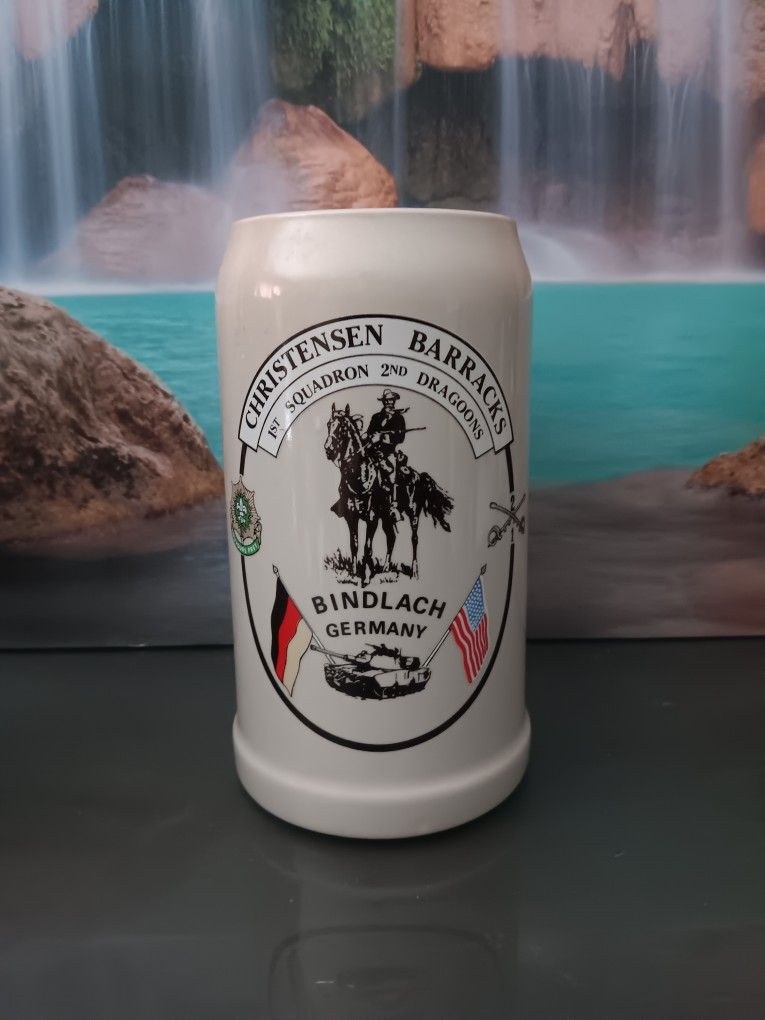 CHRISTENSEN BARRACKS
1ST SQUADRON 2ND DRAGOONS
BINDLACH
GERMANY